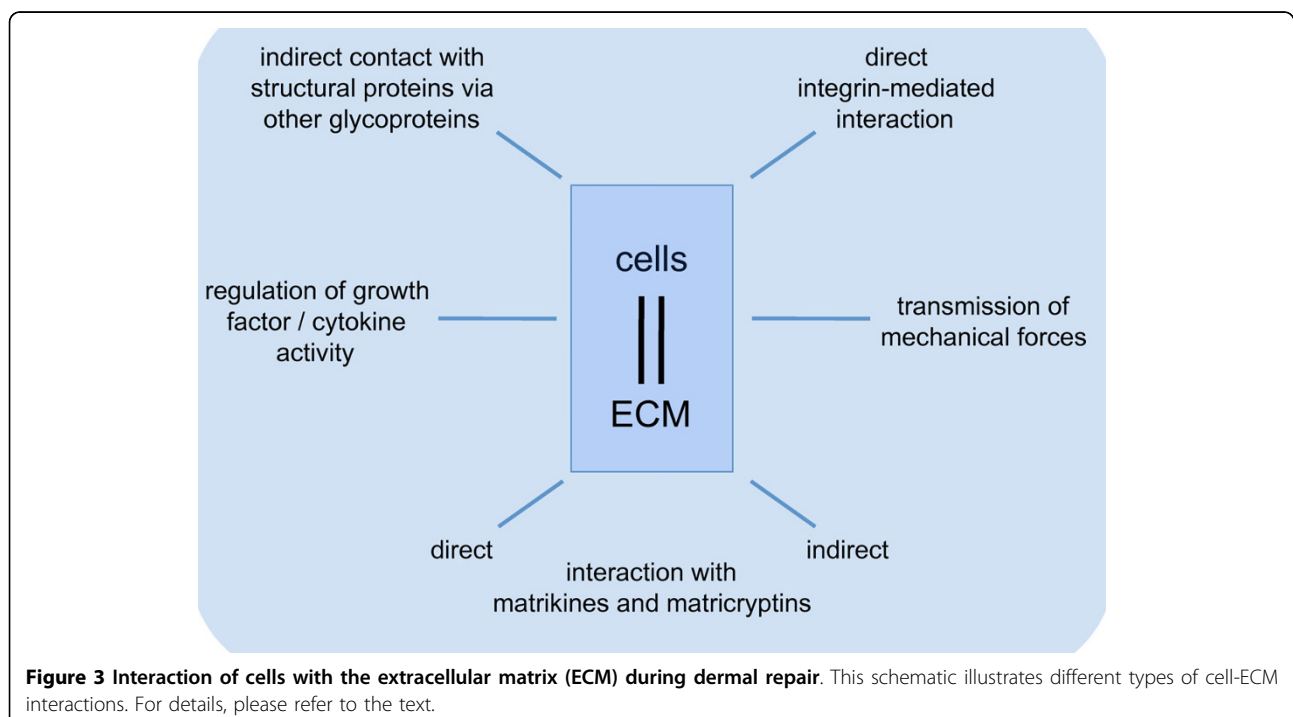 indirect contact with
structural proteins via
other glycoproteins
direct
integrin-mediated
interaction
cells
ECM
regulation of growth
factor / cytokine
activity
transmission of
mechanical forces
direct
indirect
interaction with
matrikines and matricryptins
Figure 3 Interaction of cells with the extracellular matrix (ECM) during dermal repair. This schematic illustrates different types of cell-ECM
interactions. For details, please refer to the text.